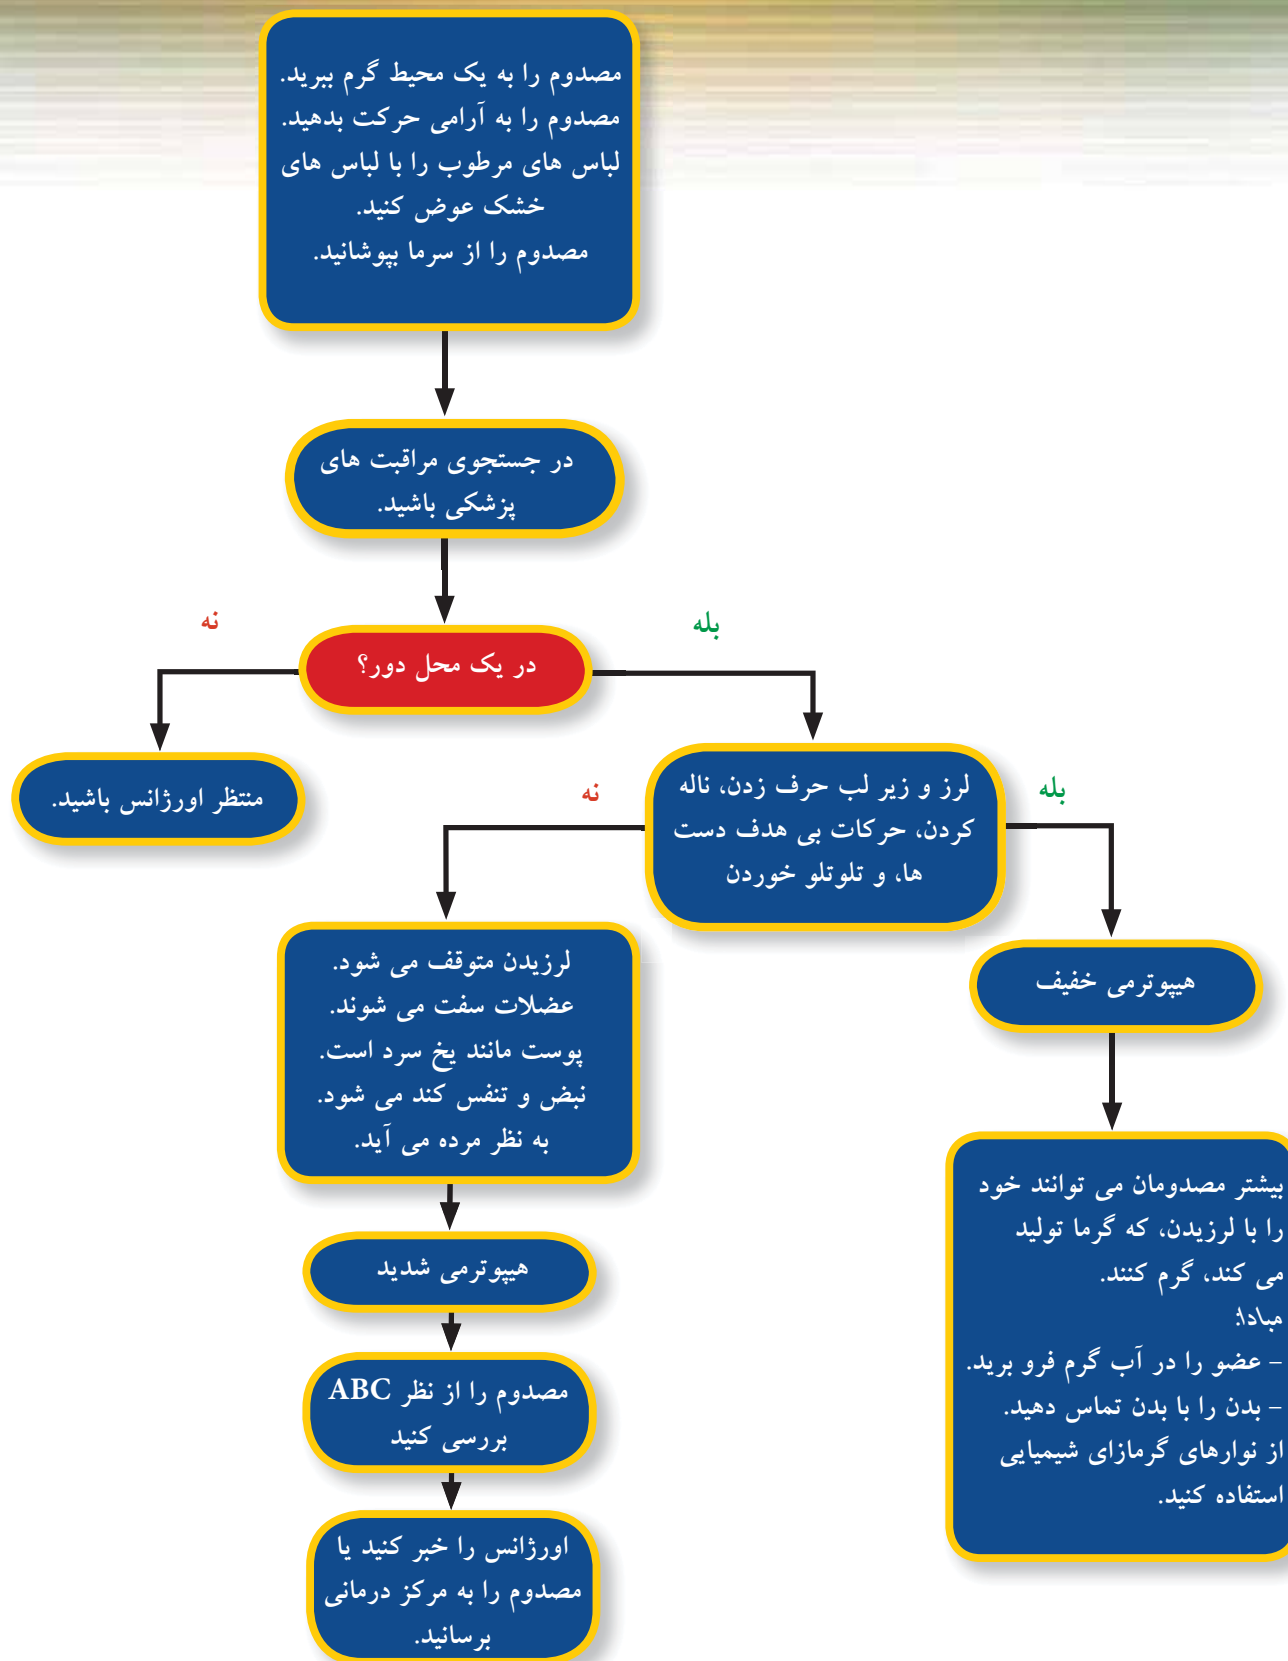 مصدوم را به یک محیط گرم ببرید.
مصدوم را به آرامی حرکت بدهید.
لباس های مرطوب را با لباس های
خشک عوض کنید.
مصدوم را از سرما بپوشانید.
در جستجوی مراقبت های
پزشکی باشید.
نه
بله
در یک محل دور؟
منتظر اورژانس باشید.
نه
لرز و زیر لب حرف زدن، ناله
کردن، حرکات بی هدف دست
ها، و تلوتلو خوردن
بله
لرزیدن متوقف می شود.
عضلات سفت می شوند.
پوست مانند یخ سرد است.
نبض و تنفس کند می شود.
به نظر مرده می آید.
هیپوترمی خفیف
هیپوترمی شدید
بیشتر مصدومان می توانند خود
را با لرزیدن، که گرما تولید
می کند، گرم کنند.
مبادا:
– عضو را در آب گرم فرو برید.
– بدن را با بدن تماس دهید.
از نوارهای گرمازای شیمیایی
استفاده کنید.
مصدوم را از نظر ABC
بررسی کنید
اورژانس را خبر کنید یا
مصدوم را به مرکز درمانی
برسانید.